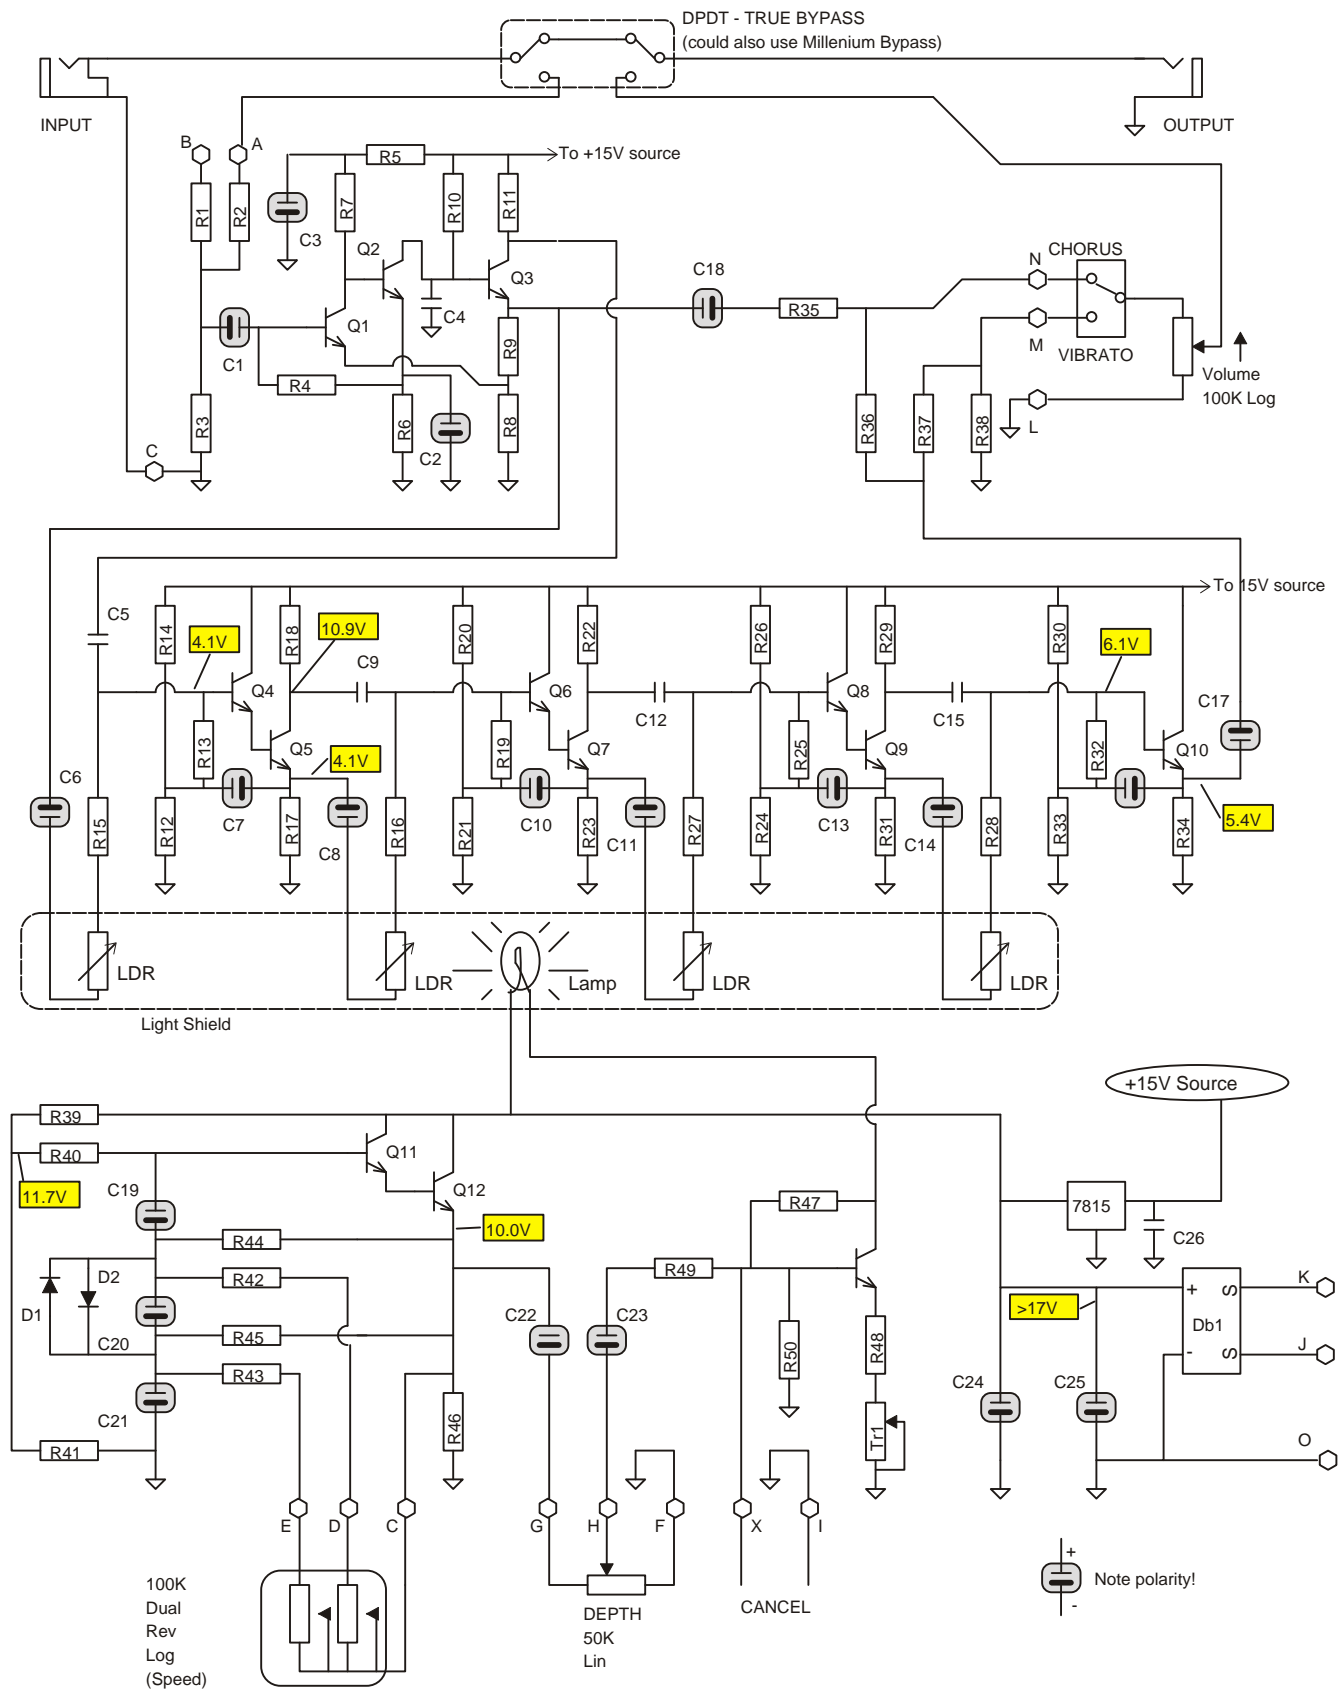 DPDT - TRUE BYPASS
(could also use Millenium Bypass)
INPUT
OUTPUT
B
A
R5
To +15V source
R1
R2
C3
R7
R10
R11
Q2
Q3
C4
Q1
C1
R4
R9
R3
R6
C2
R8
C
C18
R35
N
CHORUS
M
VIBRATO
Volume
100K Log
L
R36
R37
R38
To 15V source
C5
R14
4.1V
R18
10.9V
C9
R20
R22
R26
R29
R30
6.1V
Q4
Q6
C12
Q8
C15
C17
R13
Q5
4.1V
R19
Q7
R25
Q9
R32
Q10
C6
R15
R12
C7
R17
C8
R16
R21
C10
R23
C11
R27
R24
C13
R31
C14
R28
R33
R34
5.4V
LDR
LDR
Lamp
LDR
LDR
Light Shield
+15V Source
R39
R40
Q11
11.7V
C19
Q12
10.0V
R47
7815
C26
R44
R42
D2
D1
C20
R45
R43
C22
C23
R49
R50
R48
>17V
+
S
K
Db1
-
S
J
C21
R41
R46
Tr1
C24
C25
O
E
D
C
G
H
F
X
I
+
Note polarity!
-
100K
Dual
Rev
Log
(Speed)
DEPTH
50K
Lin
CANCEL